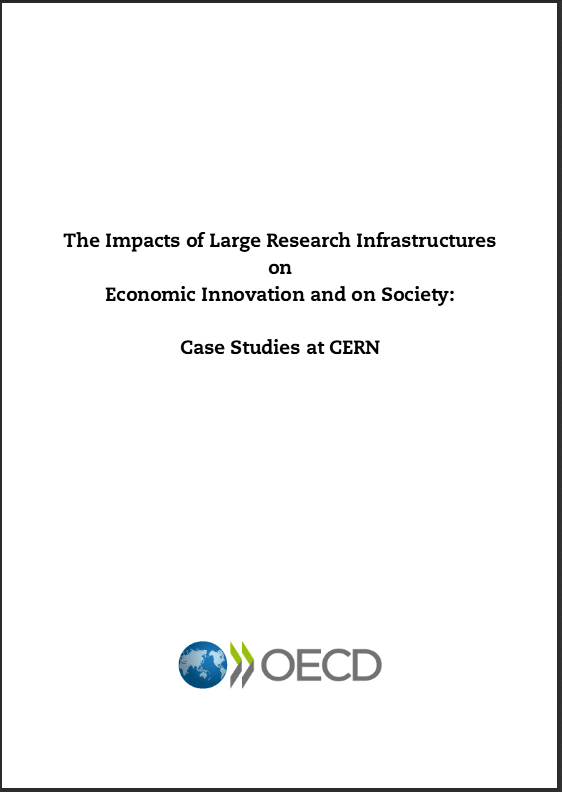 The Impacts of Large Research Infrastructures
on
Economic Innovation and on Society:
Case Studies at CERN
OECD